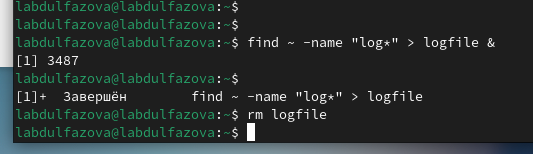 labdulfazova@labdulfazova:~$
labdulfazova@labdulfazova:~$
labdulfazova@labdulfazova:~$ find ~ -name "log*" > logfile &
[1] 3487
labdulfazova@labdulfazova:~$
[1]+  Завершён        find ~ -name "log*" > logfile
labdulfazova@labdulfazova:~$ rm logfile
labdulfazova@labdulfazova:~$